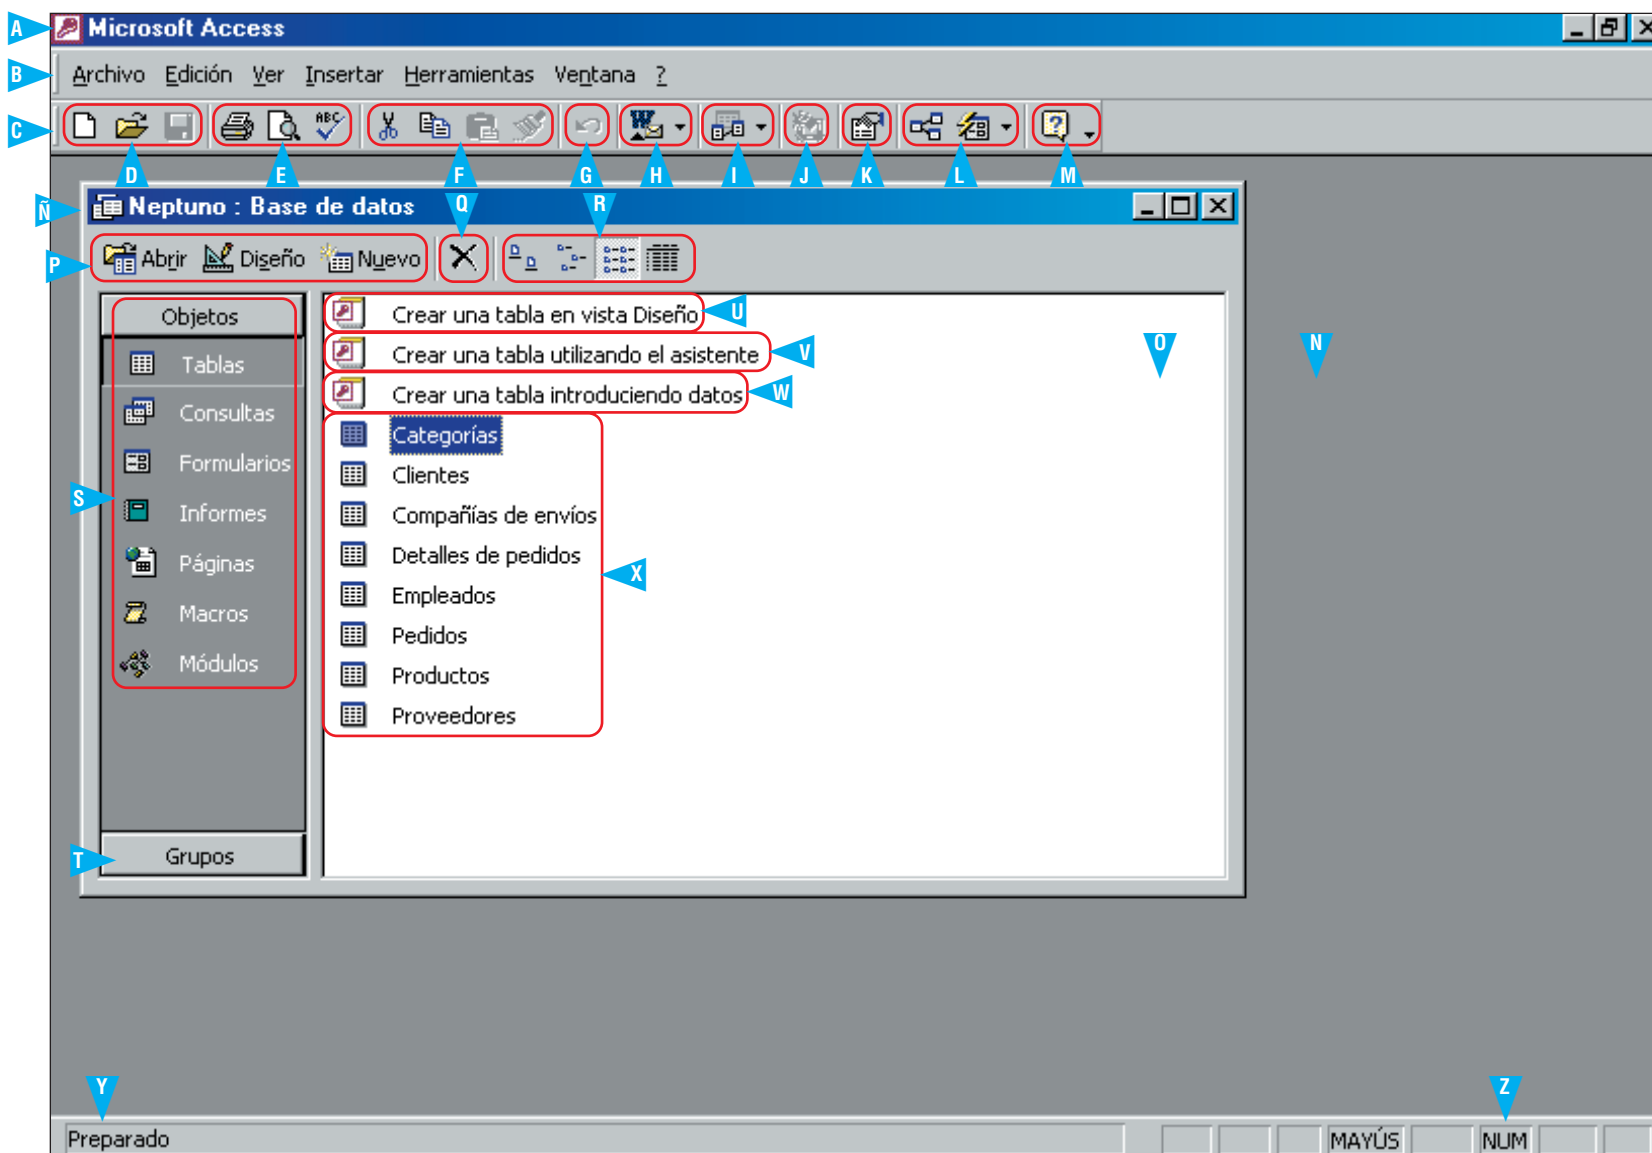 A Microsoft Access
B Archivo Edición Ver Insertar Herramientas Ventana ?
C ABC W ?
D E F G H I J K L M
Ñ Neptuno : Base de datos Q R
P Abrir Diseño Nuevo
Objetos
Crear una tabla en vista Diseño U
Crear una tabla utilizando el asistente V
O N
Crear una tabla introduciendo datos W
Tablas
Consultas
Formularios
S
Informes
Páginas
Macros
Módulos
Categorías
Clientes
Compañías de envíos
Detalles de pedidos
X
Empleados
Pedidos
Productos
Proveedores
T Grupos
Y Z
Preparado MAYÚS NUM